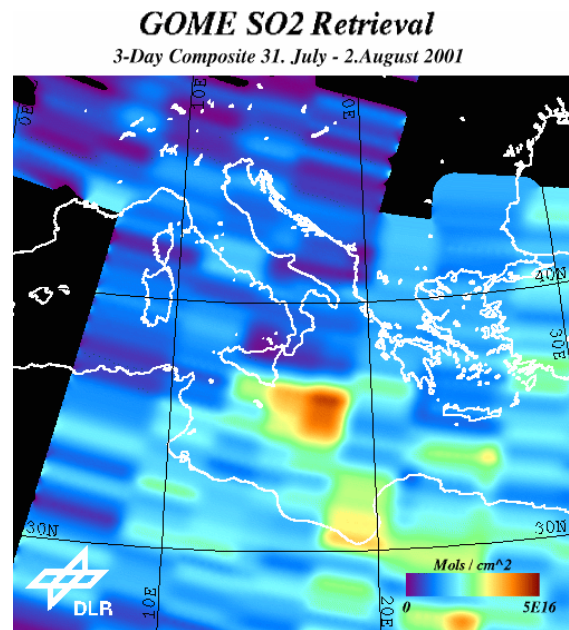 GOME SO2 Retrieval
3-Day Composite 31. July - 2.August 2001
0E
10E
20E
40N
30E
30N
30N
10E
20E
Mols / cm^2
0 5E16
DLR